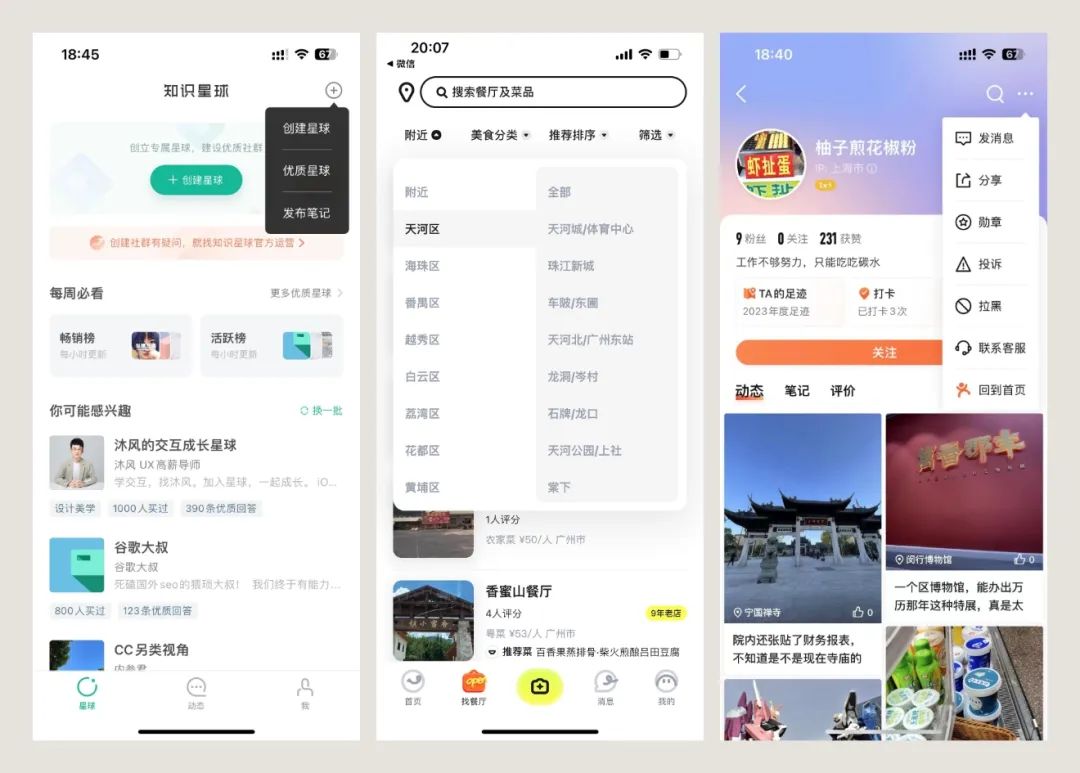 18:45
67
知识星球
创建星球
优质星球
发布笔记
创立专属星球，建设优质社群
+ 创建星球
创建社群有疑问，就找知识星球官方运营
每周必看
更多优质星球
畅销榜
每小时更新
活跃榜
每小时更新
你可能感兴趣
换一批
沐风的交互成长星球
沐风 UX高薪导师
学交互，找沐风。加入星球，一起成长。iO...
设计美学
1000人买过
390条优质回答
谷歌大叔
谷歌大叔
死磕国外seo的猥琐大叔！ 我们终于有能力...
800人买过
123条优质回答
CC另类视角
内参君
星球
动态
我
20:07
微信
搜索餐厅及菜品
附近
美食分类
推荐排序
筛选
附近
天河区
海珠区
番禺区
越秀区
白云区
荔湾区
花都区
黄埔区
全部
天河城/体育中心
珠江新城
车陂/东圃
天河北/广州东站
龙洞/岑村
石牌/龙口
天河公园/上社
棠下
1人评分
农家菜 ¥50/人 广州市
香蜜山餐厅
4人评分
9年老店
粤菜 ¥53/人 广州市
推荐菜 百香果蒸排骨·柴火煎酿吕田豆腐
首页
open
找餐厅
消息
我的
18:40
67
柚子煎花椒粉
IP: 上海市
Lv1
虾扯蛋
发消息
分享
勋章
投诉
拉黑
联系客服
回到首页
9 粉丝 0 关注 231 获赞
工作不够努力，只能吃吃碳水
TA的足迹
2023年度足迹
打卡
已打卡3次
关注
动态
笔记
评价
宁国禅寺
0
院内还张贴了财务报表，
不知道是不是现在寺庙的
闵行博物馆
0
一个区博物馆，能办出万
历那年这种特展，真是太